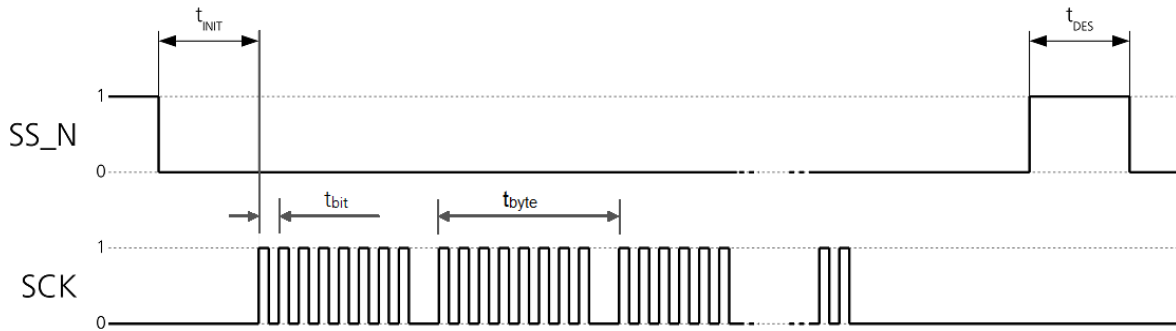 tINIT tDES
1
SS_N
0
tbit tbyte
1
SCK
0